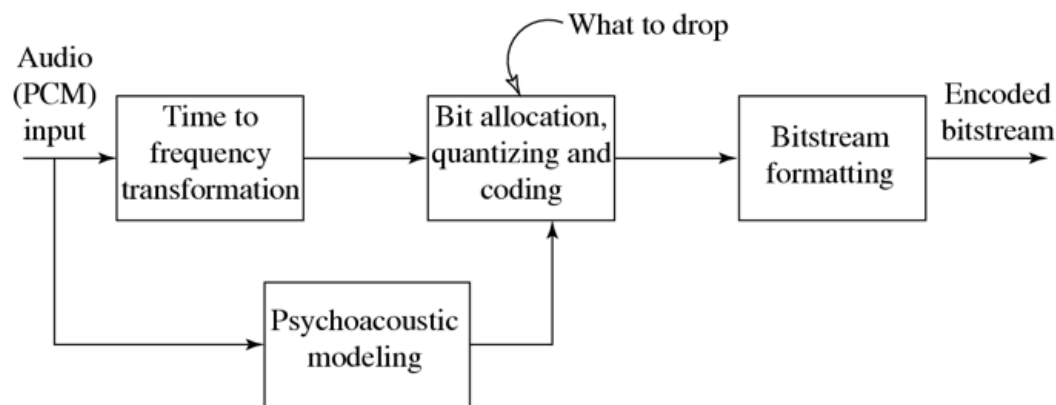 What to drop
Audio
(PCM)
input
Time to
frequency
transformation
Bit allocation,
quantizing and
coding
Bitstream
formatting
Encoded
bitstream
Psychoacoustic
modeling